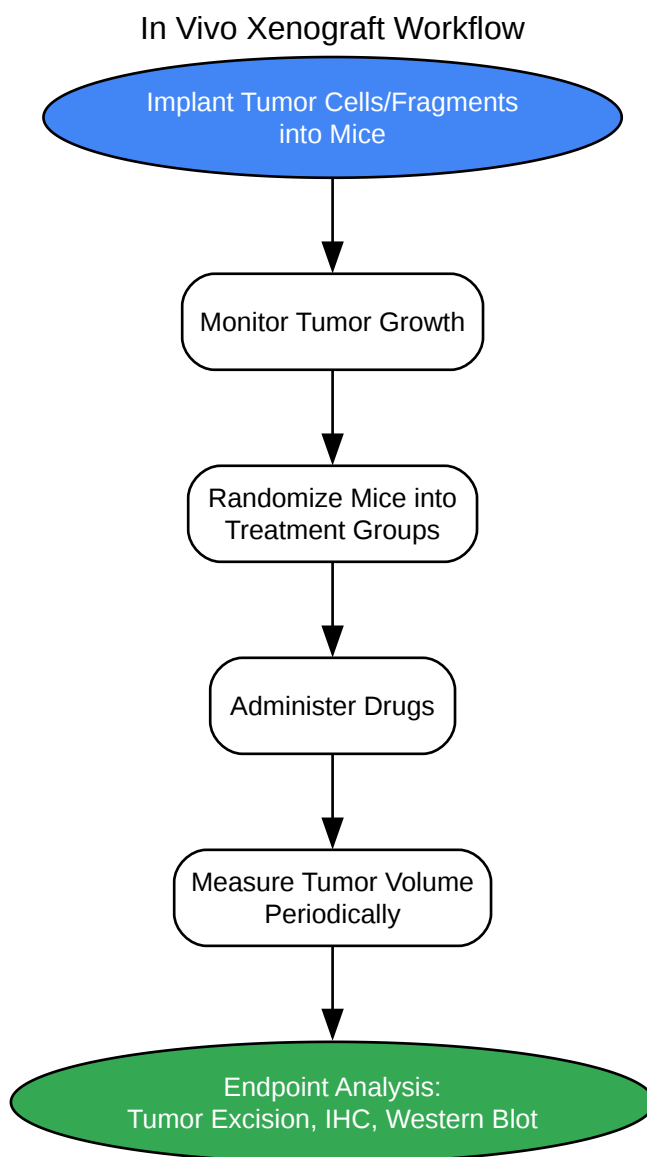 In Vivo Xenograft Workflow
Implant Tumor Cells/Fragments
into Mice
Monitor Tumor Growth
Randomize Mice into
Treatment Groups
Administer Drugs
Measure Tumor Volume
Periodically
Endpoint Analysis:
Tumor Excision, IHC, Western Blot